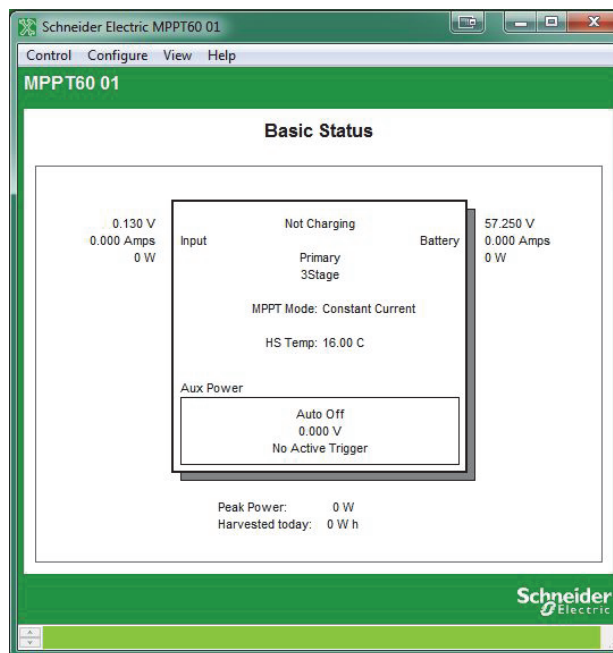 Schneider Electric MPPT60 01
Control Configure View Help
MPPT60 01
Basic Status
0.130 V
0.000 Amps
0 W
Input
Not Charging
Primary
3Stage
MPPT Mode: Constant Current
HS Temp: 16.00 C
Battery
57.250 V
0.000 Amps
0 W
Aux Power
Auto Off
0.000 V
No Active Trigger
Peak Power: 0 W
Harvested today: 0 W h
Schneider
Electric